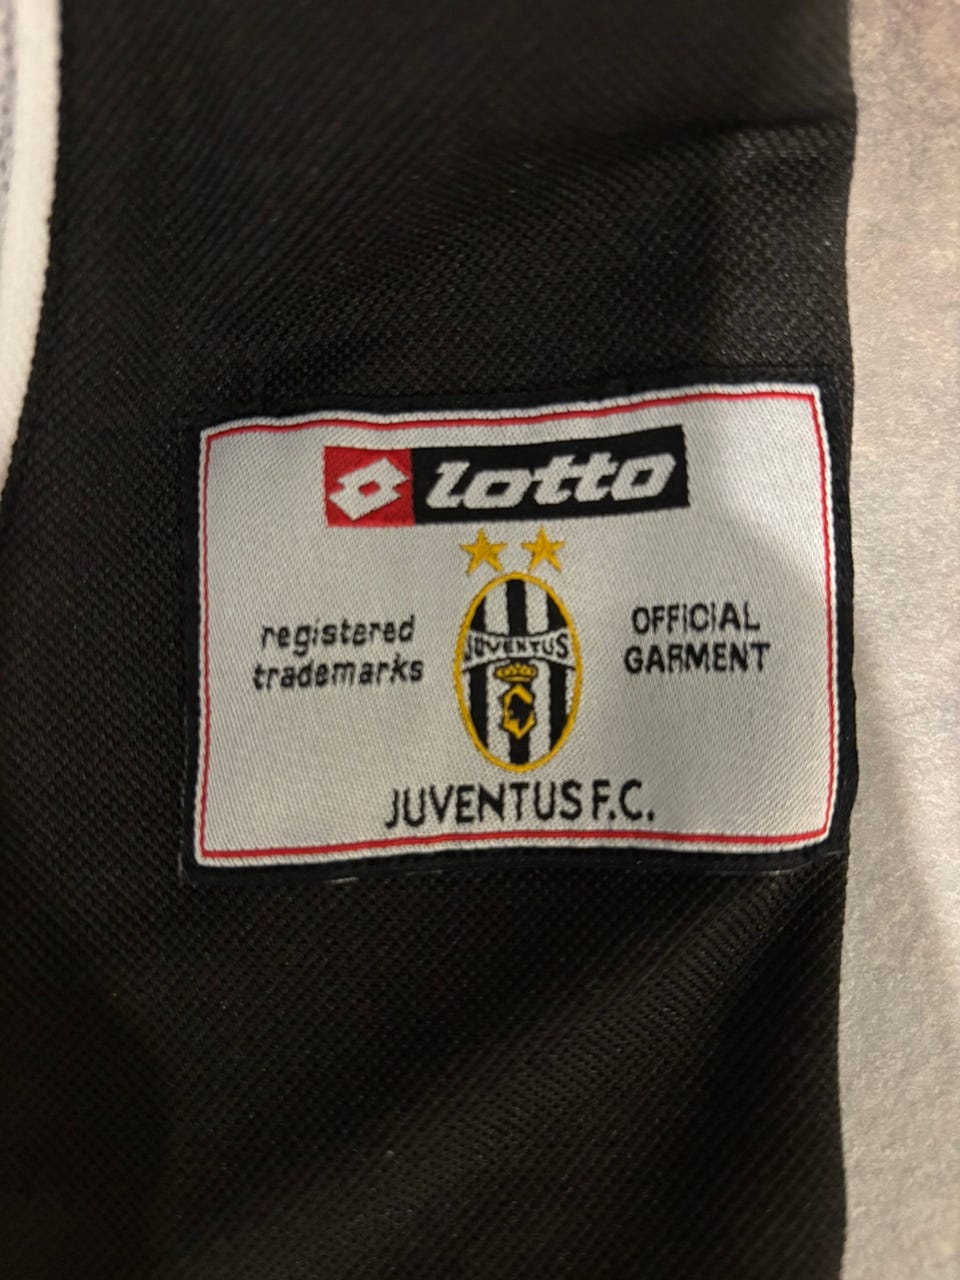 lotto
JUVENTUS
registered
trademarks
OFFICIAL
GARMENT
JUVENTUS F.C.